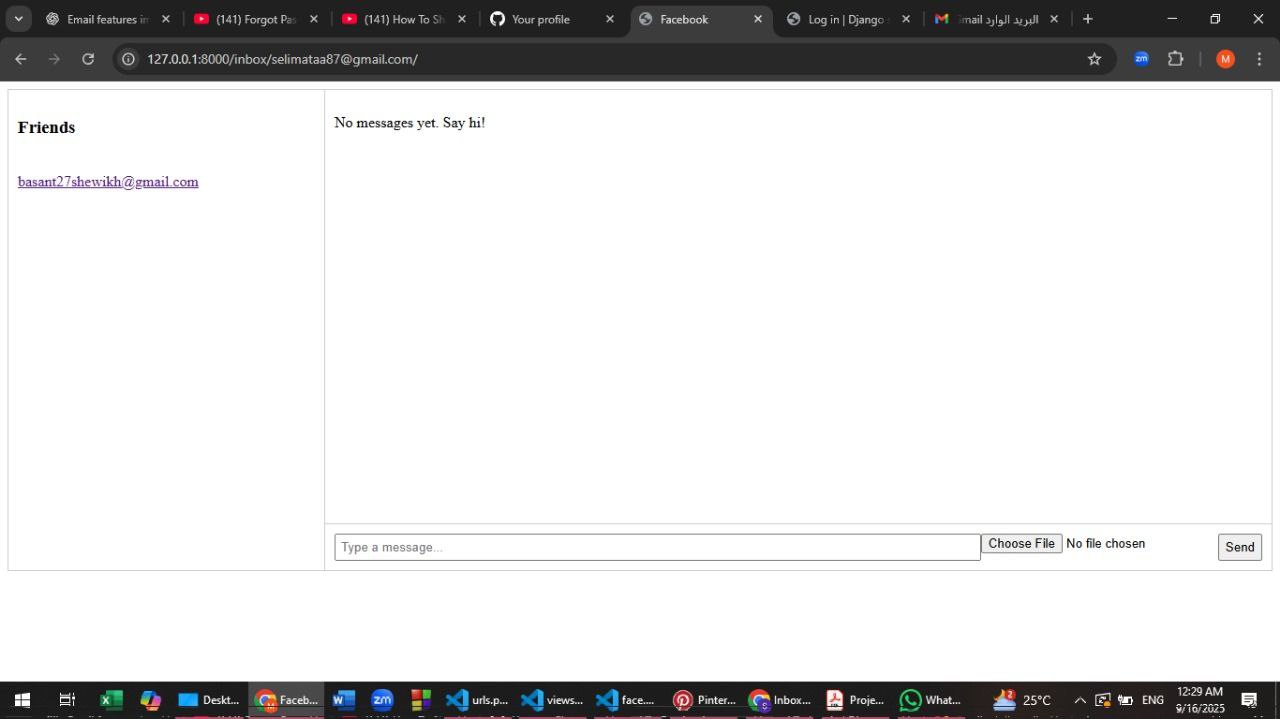 Email features in
(141) Forgot Pas
(141) How To Sh
Your profile
Facebook
Log in | Django s
البريد الوارد Gmail
127.0.0.1:8000/inbox/selimataa87@gmail.com/
zm
M
Friends
No messages yet. Say hi!
basant27shewikh@gmail.com
Type a message...
Choose File No file chosen
Send
Deskt...
Faceb...
zm
urls.p...
views...
face....
Pinter...
Inbox...
Proje...
What...
2
25°C
ENG
12:29 AM
9/16/2025